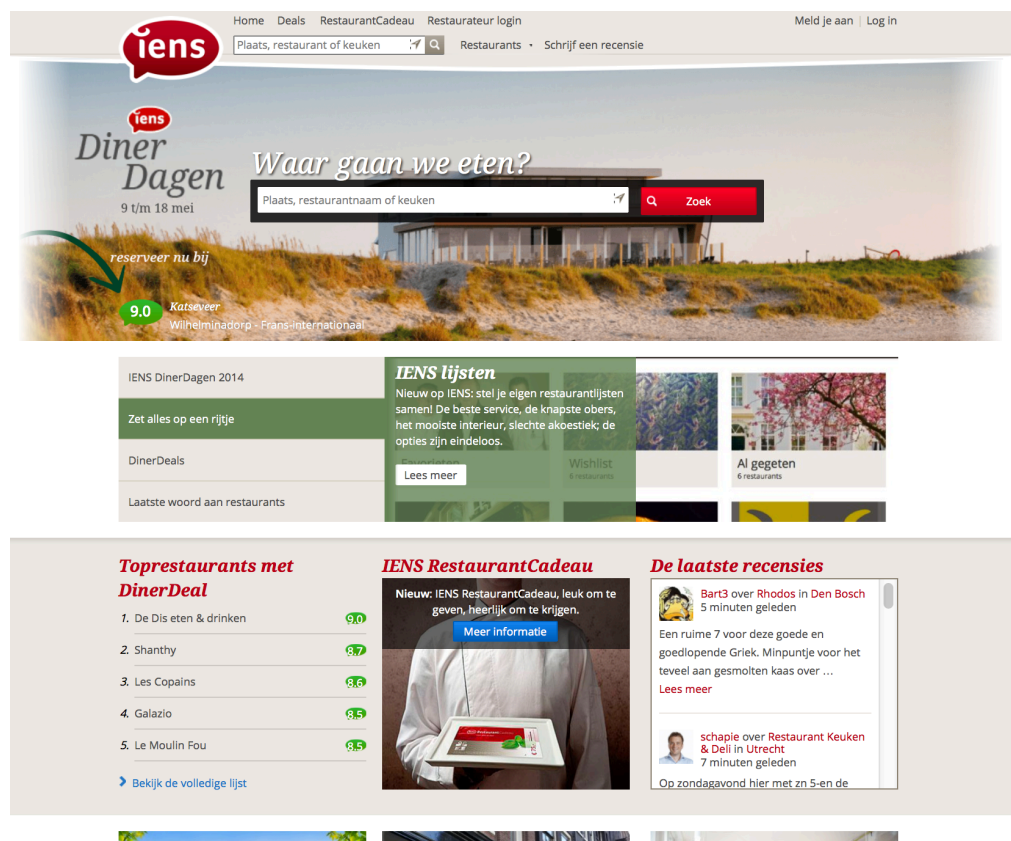 Home Deals RestaurantCadeau Restaurateur login
Meld je aan | Log in
iens
Plaats, restaurant of keuken
Restaurants • Schrijf een recensie
iens
Diner
Dagen
9 t/m 18 mei
Waar gaan we eten?
Plaats, restaurantnaam of keuken
Zoek
reserveer nu bij
9.0
Katseveer
Wilhelminadorp - Frans-Internationaal
IENS DinerDagen 2014
Zet alles op een rijtje
DinerDeals
Laatste woord aan restaurants
IENS lijsten
Nieuw op IENS: stel je eigen restaurantlijsten
samen! De beste service, de knapste obers,
het mooiste interieur, slechte akoestiek; de
opties zijn eindeloos.
Lees meer
Favorieten
Wishlist
6 restaurants
Al gegeten
6 restaurants
Toprestaurants met
DinerDeal
1. De Dis eten & drinken 9.0
2. Shanthy 8.7
3. Les Copains 8.6
4. Galazio 8.5
5. Le Moulin Fou 8.5
Bekijk de volledige lijst
IENS RestaurantCadeau
Nieuw: IENS RestaurantCadeau, leuk om te
geven, heerlijk om te krijgen.
Meer informatie
De laatste recensies
Bart3 over Rhodos in Den Bosch
5 minuten geleden
Een ruime 7 voor deze goede en
goedlopende Griek. Minpuntje voor het
teveel aan gesmolten kaas over ...
Lees meer
schapie over Restaurant Keuken
& Deli in Utrecht
7 minuten geleden
Op zondagavond hier met zn 5-en de